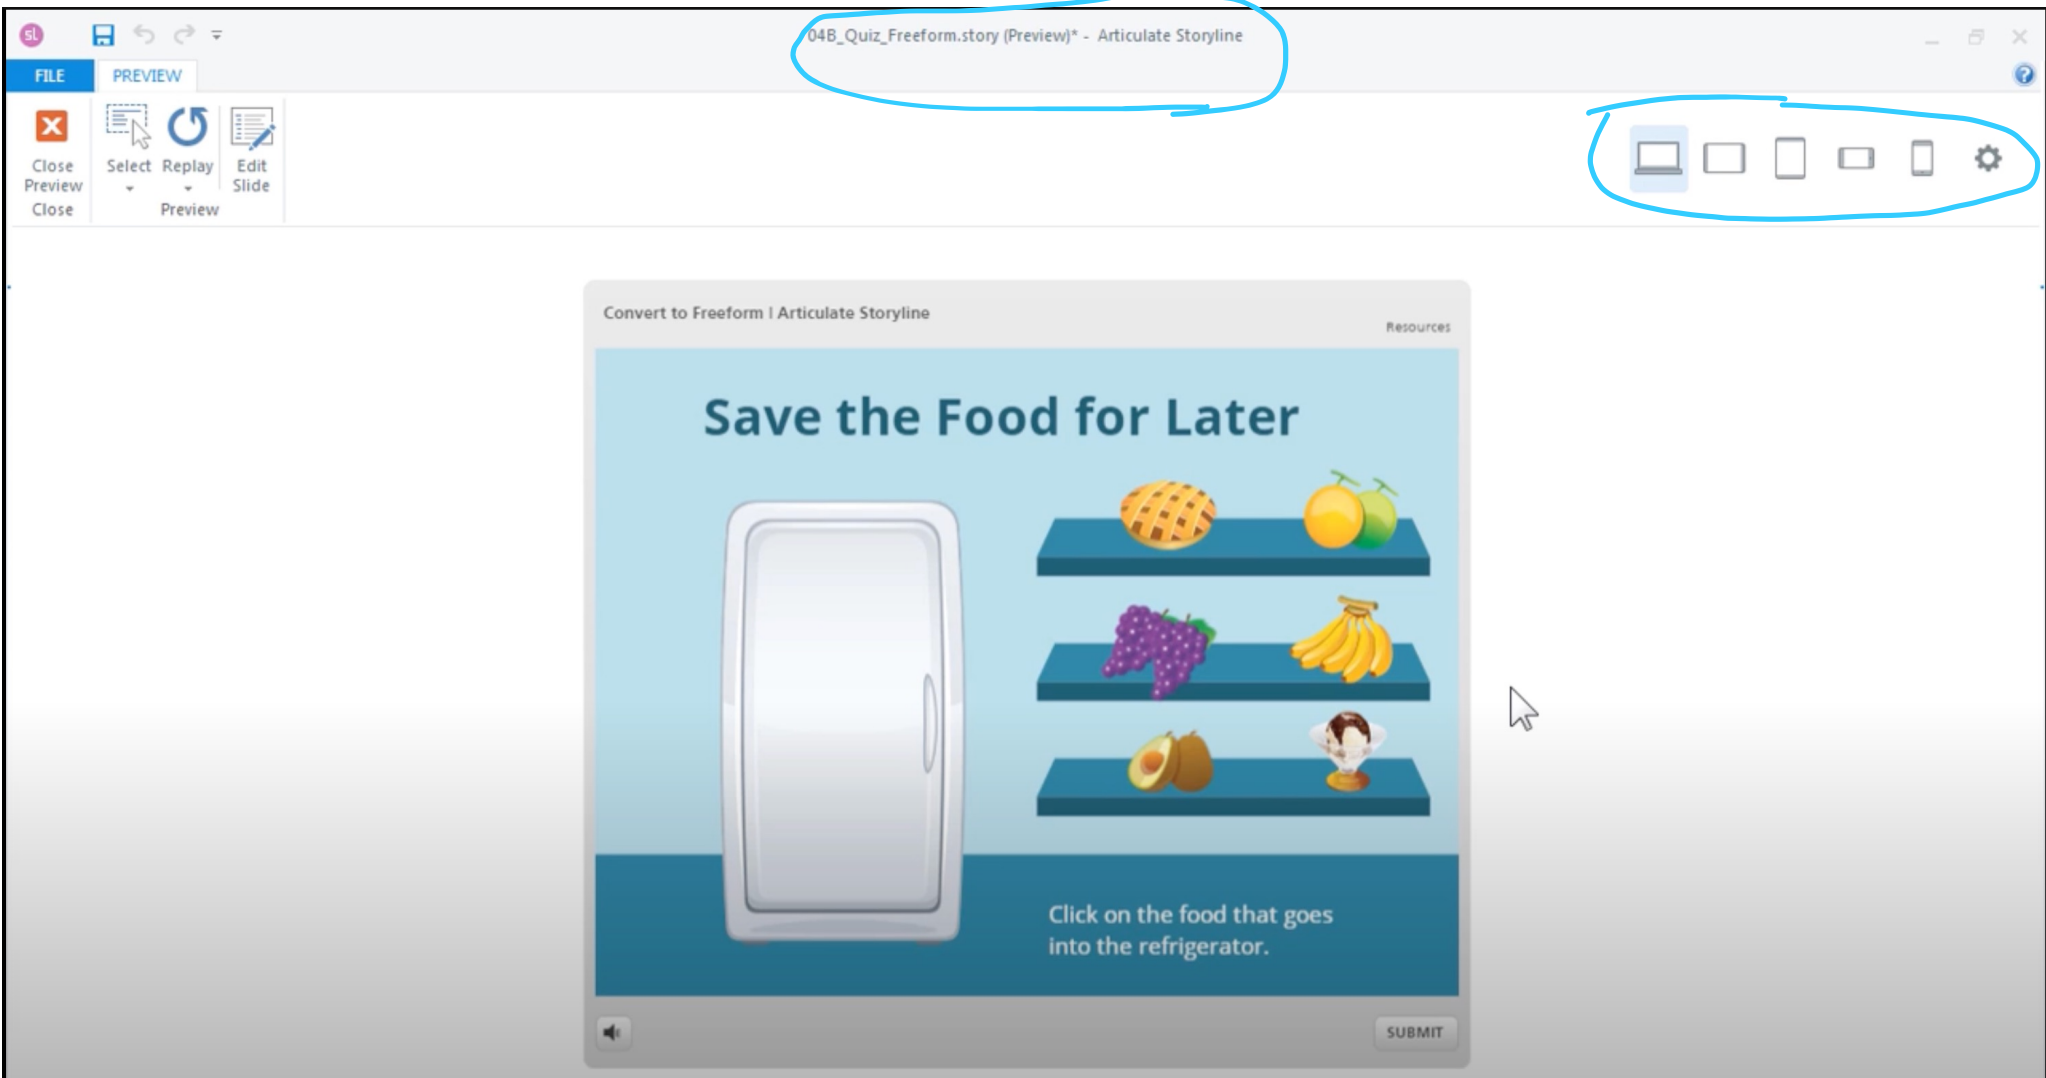 sl
04B_Quiz_Freeform.story (Preview)* - Articulate Storyline
FILE
PREVIEW
Close Preview
Select
Replay
Edit Slide
Close
Preview
Convert to Freeform | Articulate Storyline
Resources
Save the Food for Later
Click on the food that goes
into the refrigerator.
SUBMIT